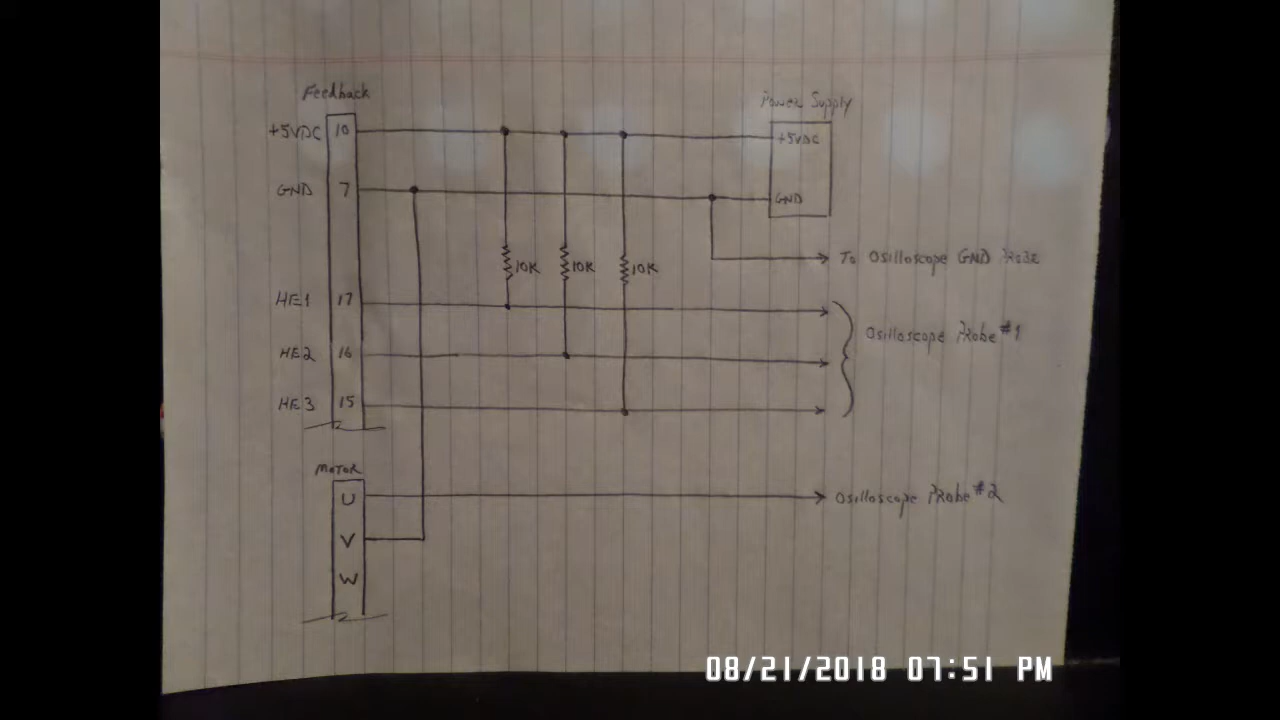 Feedback
Power Supply
+5VDC 10
+5VDC
GND 7
GND
To Osilloscope GND Probe
10K 10K 10K
HE1 17
Osilloscope Probe #1
HE2 16
HE3 15
Motor
U
Osilloscope Probe #2
V
W
08/21/2018 07:51 PM